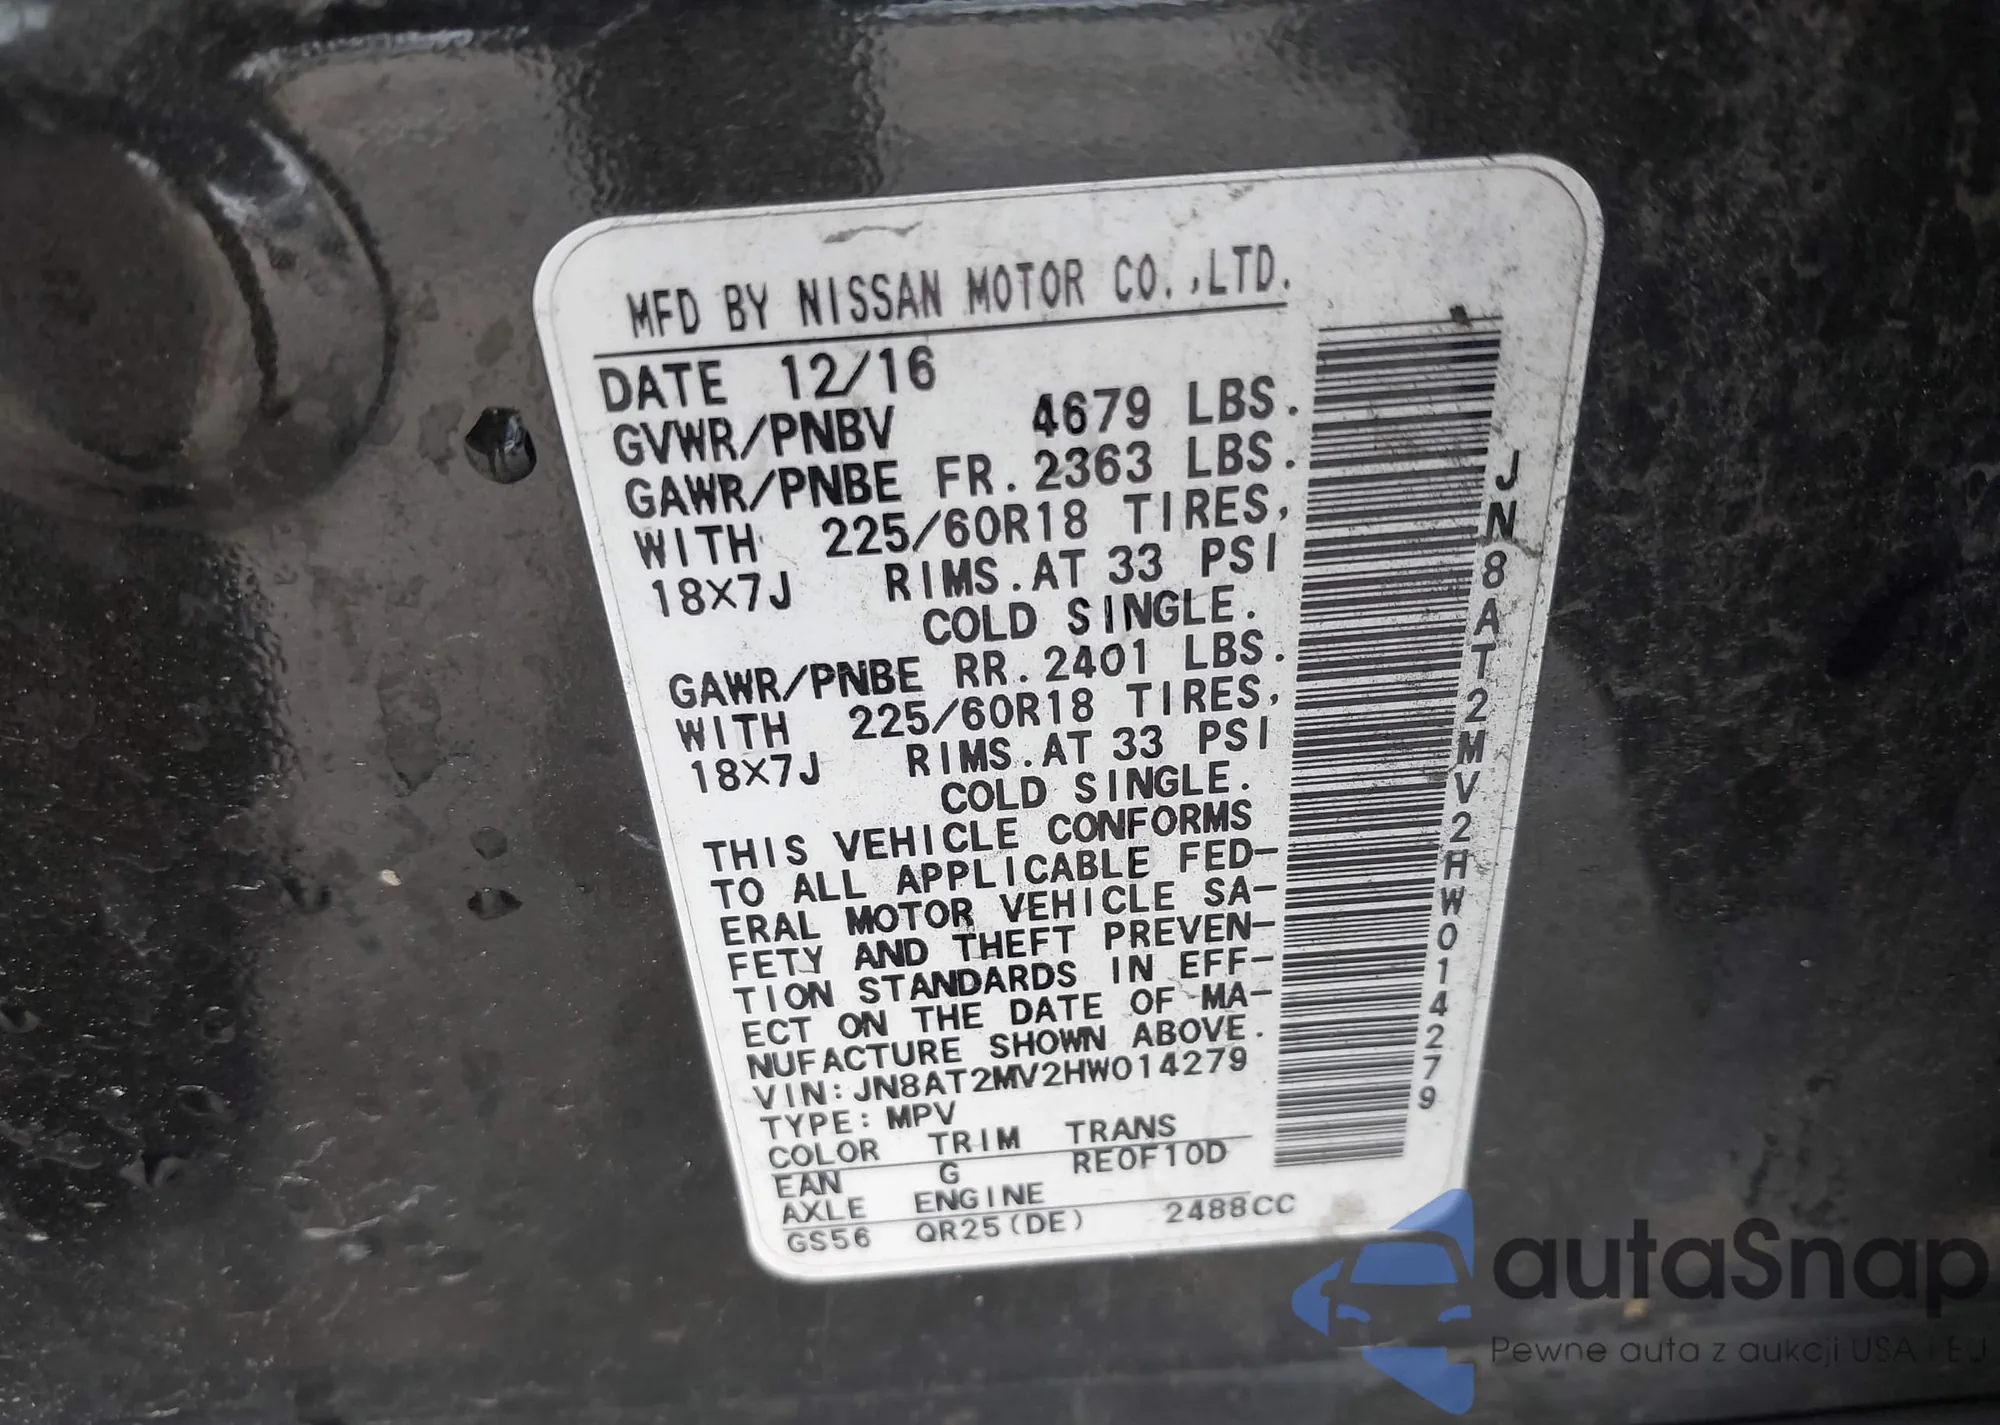 MFD BY NISSAN MOTOR CO.,LTD.
DATE 12/16
GVWR/PNBV 4679 LBS.
GAWR/PNBE FR. 2363 LBS.
WITH 225/60R18 TIRES,
18X7J RIMS.AT 33 PSI
COLD SINGLE.
GAWR/PNBE RR. 2401 LBS.
WITH 225/60R18 TIRES,
18X7J RIMS.AT 33 PSI
COLD SINGLE.
THIS VEHICLE CONFORMS
TO ALL APPLICABLE FED-
ERAL MOTOR VEHICLE SA-
FETY AND THEFT PREVEN-
TION STANDARDS IN EFF-
ECT ON THE DATE OF MA-
NUFACTURE SHOWN ABOVE.
VIN:JN8AT2MV2HW014279
TYPE:MPV
COLOR TRIM TRANS
EAN G RE0F10D
AXLE ENGINE
GS56 QR25(DE) 2488CC
JN8AT2MV2HW014279
autaSnap
Pewne auta z aukcji USA i EU